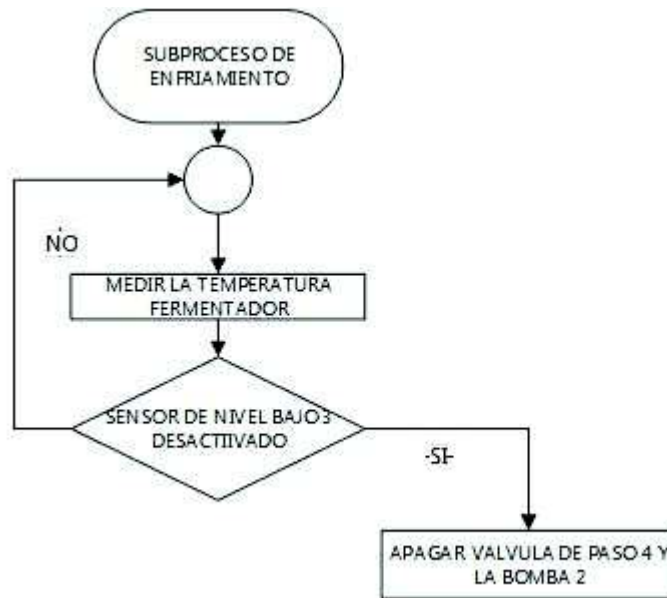 SUBPROCESO DE
ENFRIAMIENTO
NO
MEDIR LA TEMPERATURA
FERMENTADOR
SENSOR DE NIVEL BAJO 3
DESACTIIVADO
-SI-
APAGAR VALVULA DE PASO 4 Y
LA BOMBA 2